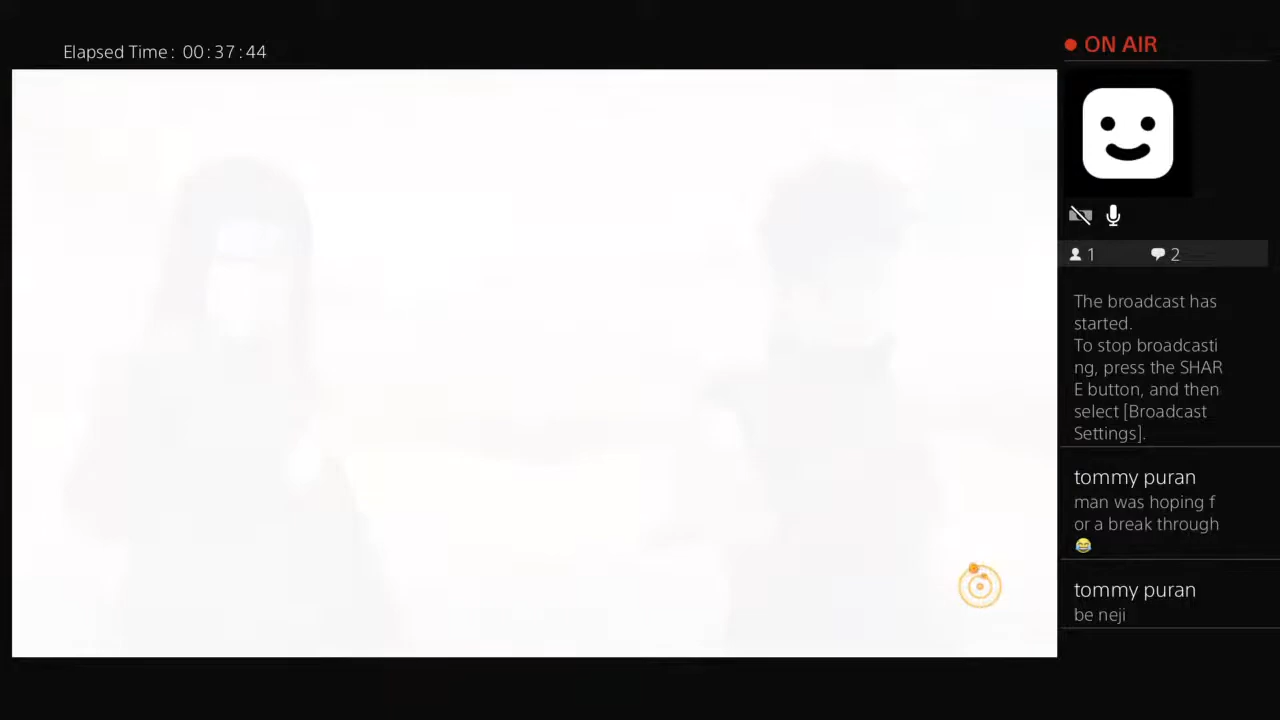 Elapsed Time: 00:37:44
ON AIR
1
2
The broadcast has
started.
To stop broadcasti
ng, press the SHAR
E button, and then
select [Broadcast
Settings].
tommy puran
man was hoping f
or a break through
😂
tommy puran
be neji